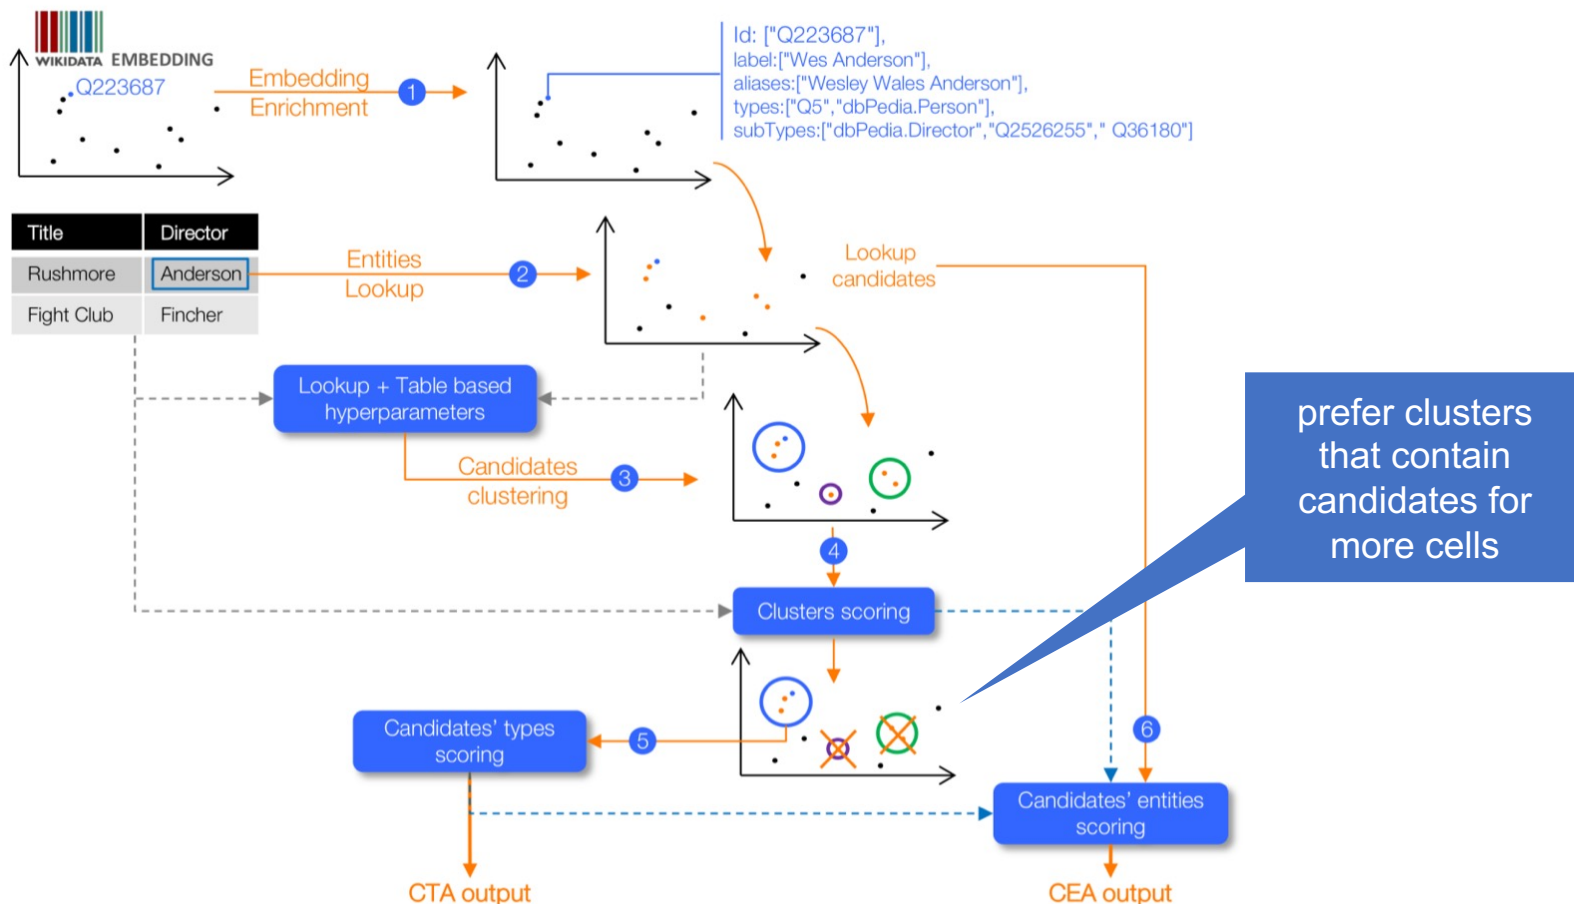 WIKIDATA EMBEDDING
Q223687
Embedding
Enrichment
1
Id: ["Q223687"],
label:["Wes Anderson"],
aliases:["Wesley Wales Anderson"],
types:["Q5","dbPedia.Person"],
subTypes:["dbPedia.Director","Q2526255"," Q36180"]
Title Director
Rushmore Anderson
Fight Club Fincher
Entities
Lookup
2
Lookup
candidates
Lookup + Table based
hyperparameters
Candidates
clustering
3
prefer clusters
that contain
candidates for
more cells
4
Clusters scoring
Candidates' types
scoring
5
6
Candidates' entities
scoring
CTA output
CEA output